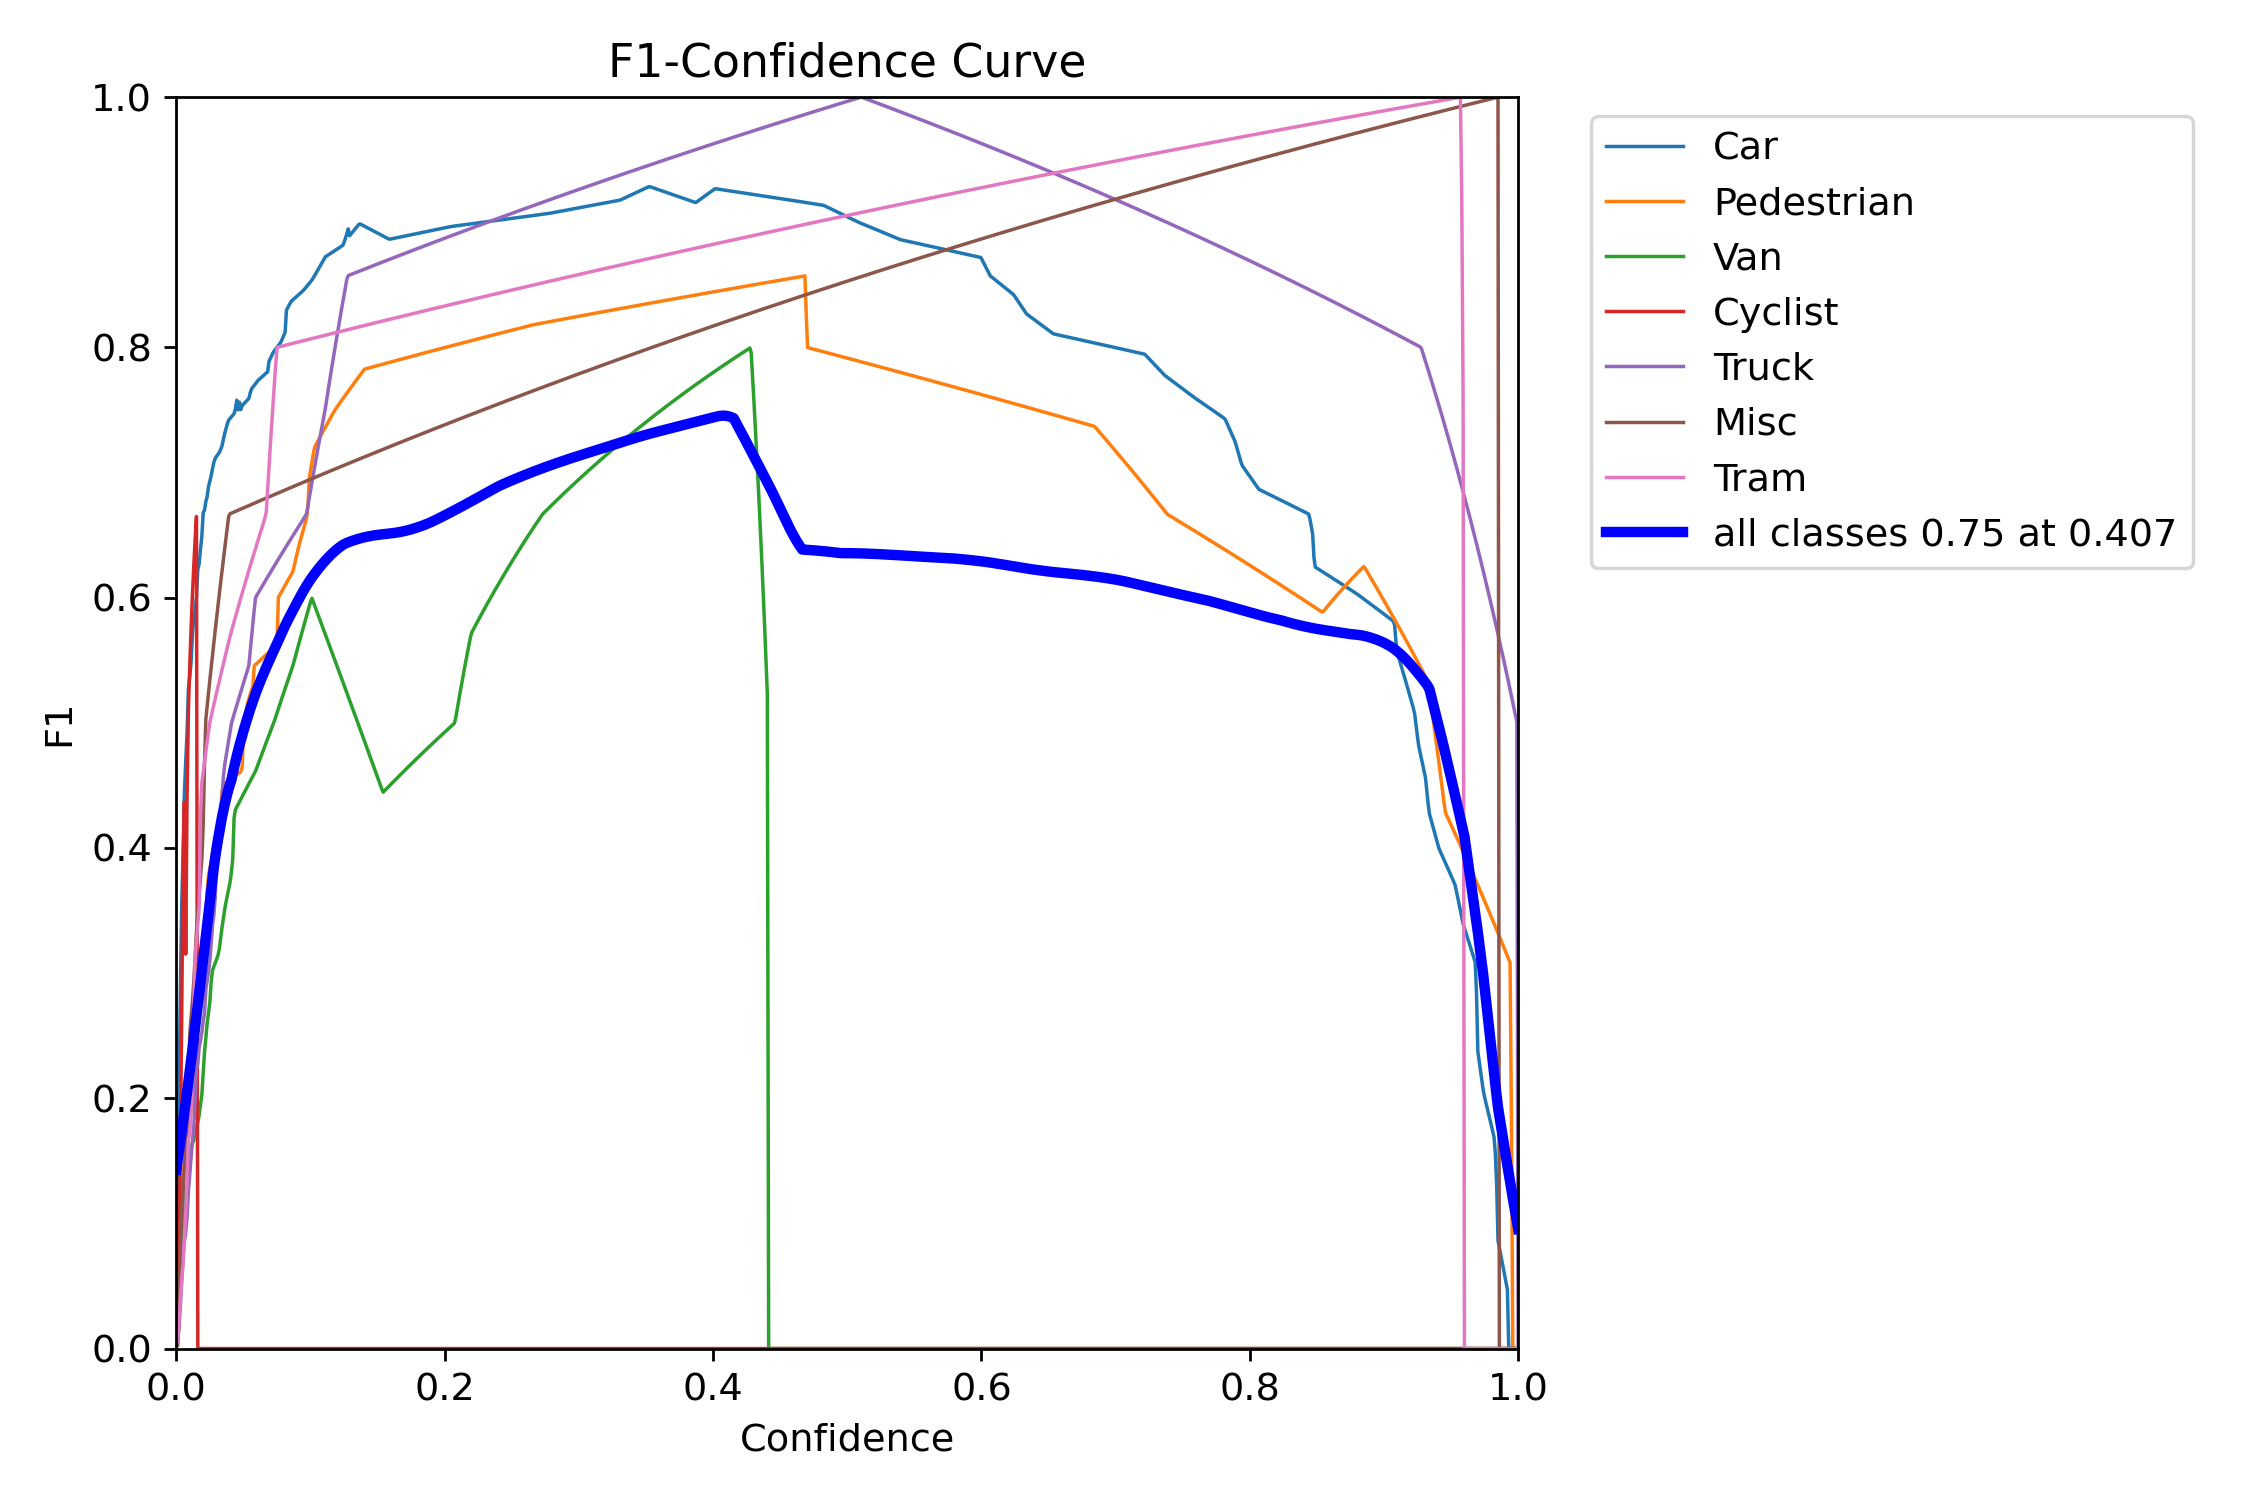 F1-Confidence Curve
1.0
0.8
0.6
0.4
0.2
0.0
F1
0.0 0.2 0.4 0.6 0.8 1.0
Confidence
Car
Pedestrian
Van
Cyclist
Truck
Misc
Tram
all classes 0.75 at 0.407